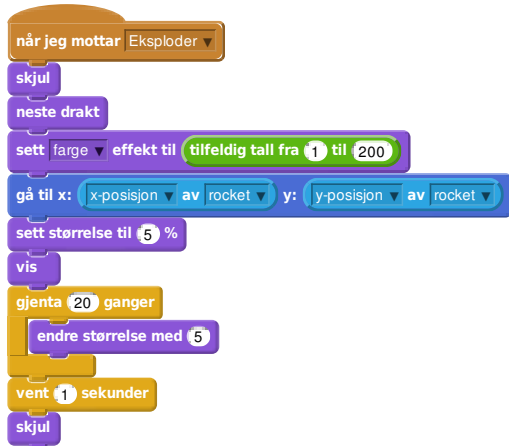 når jeg mottar Eksploder
skjul
neste drakt
sett farge effekt til tilfeldig tall fra 1 til 200
gå til x: x-posisjon av rocket y: y-posisjon av rocket
sett størrelse til 5 %
vis
gjenta 20 ganger
endre størrelse med 5
vent 1 sekunder
skjul